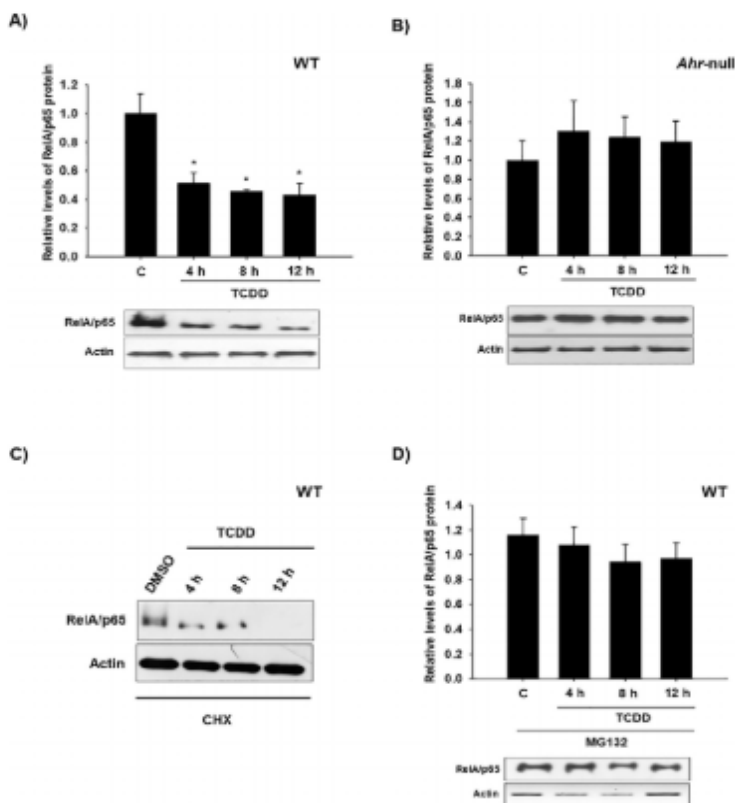 A)
WT
Relative levels of RelA/p65 protein
1.2
1.0
0.8
0.6
0.4
0.2
0.0
*
*
*
C
4 h
8 h
12 h
TCDD
RelA/p65
Actin
B)
Ahr-null
Relative levels of RelA/p65 protein
1.8
1.6
1.4
1.2
1.0
0.8
0.6
0.4
0.2
0.0
C
4 h
8 h
12 h
TCDD
RelA/p65
Actin
C)
WT
TCDD
DMSO
4 h
8 h
12 h
RelA/p65
Actin
CHX
D)
WT
Relative levels of RelA/p65 protein
1.4
1.2
1.0
0.8
0.6
0.4
0.2
0.0
C
4 h
8 h
12 h
TCDD
MG132
RelA/p65
Actin